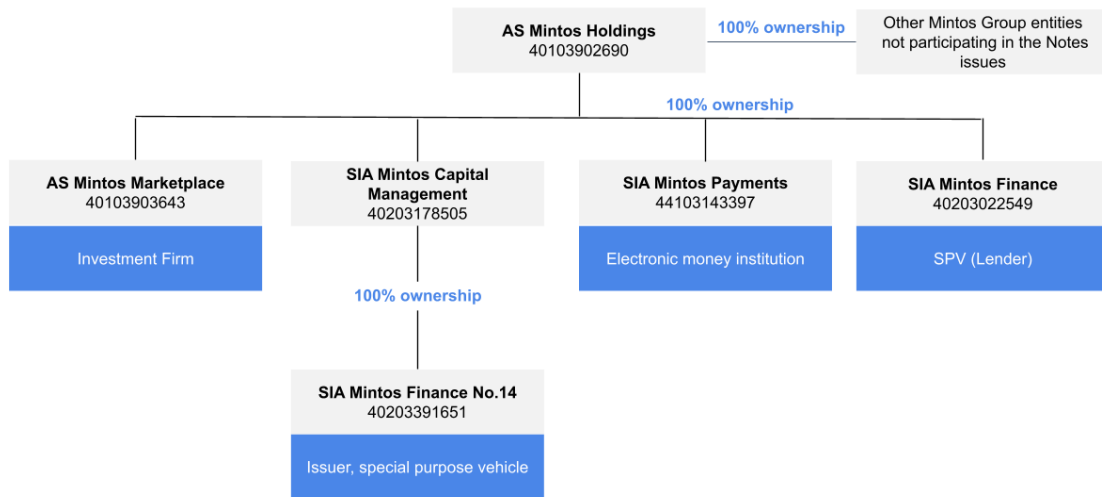 AS Mintos Holdings
40103902690
100% ownership
Other Mintos Group entities
not participating in the Notes
issues
100% ownership
AS Mintos Marketplace
40103903643
Investment Firm
SIA Mintos Capital
Management
40203178505
SIA Mintos Payments
44103143397
Electronic money institution
SIA Mintos Finance
40203022549
SPV (Lender)
100% ownership
SIA Mintos Finance No.14
40203391651
Issuer, special purpose vehicle